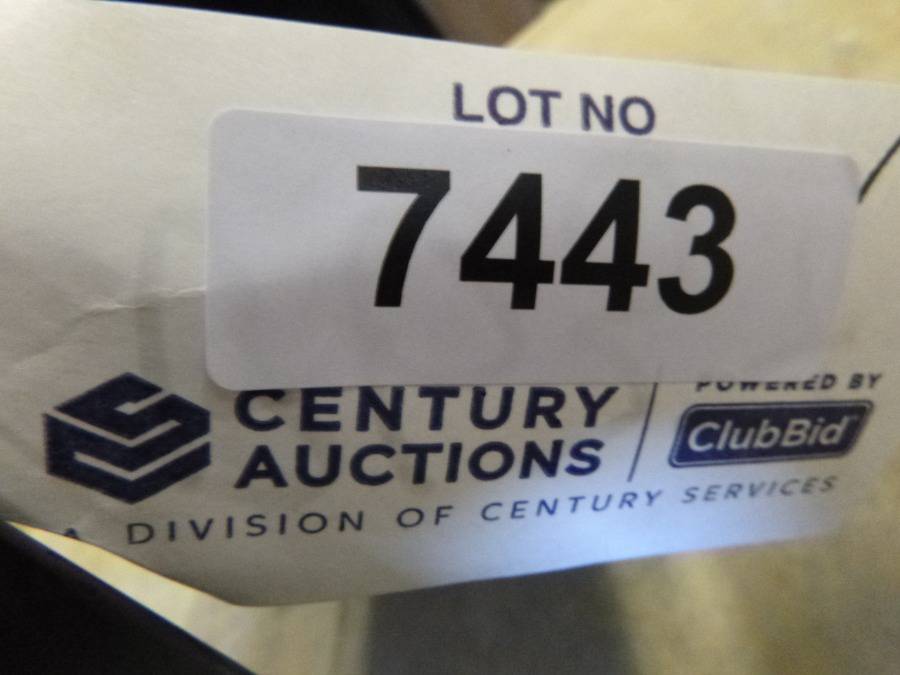 LOT NO
7443
CENTURY
AUCTIONS
POWERED BY
ClubBid
A DIVISION OF CENTURY SERVICES